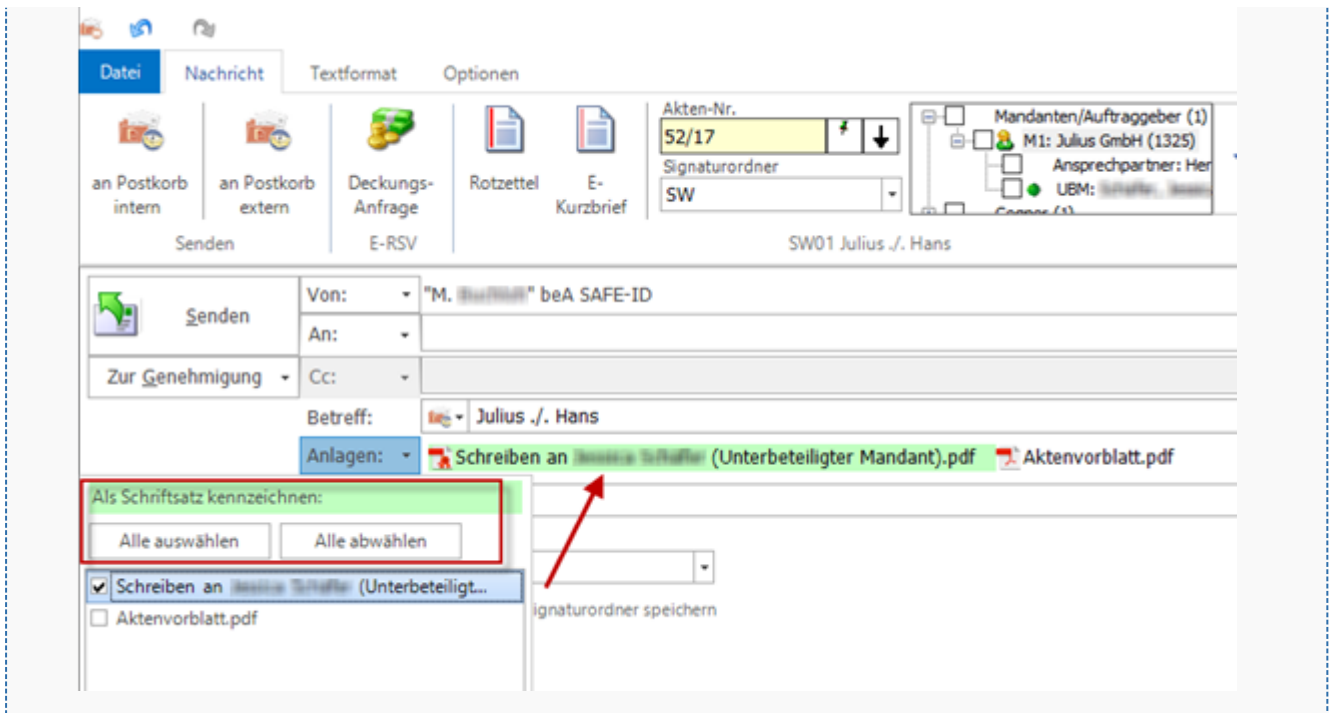 Datei Nachricht Textformat Optionen
an Postkorb intern
an Postkorb extern
Deckungs-Anfrage
Rotzettel
E-Kurzbrief
Akten-Nr.
52/17
Signaturordner
SW
Mandanten/Auftraggeber (1)
M1: Julius GmbH (1325)
Ansprechpartner: Her
UBM:
Gegner (1)
Senden E-RSV SW01 Julius ./. Hans
Senden
Von: "M. " beA SAFE-ID
An:
Zur Genehmigung Cc:
Betreff: Julius ./. Hans
Anlagen: Schreiben an (Unterbeteiligter Mandant).pdf Aktenvorblatt.pdf
Als Schriftsatz kennzeichnen:
Alle auswählen Alle abwählen
Schreiben an (Unterbeteiligt...
Aktenvorblatt.pdf
ignaturordner speichern